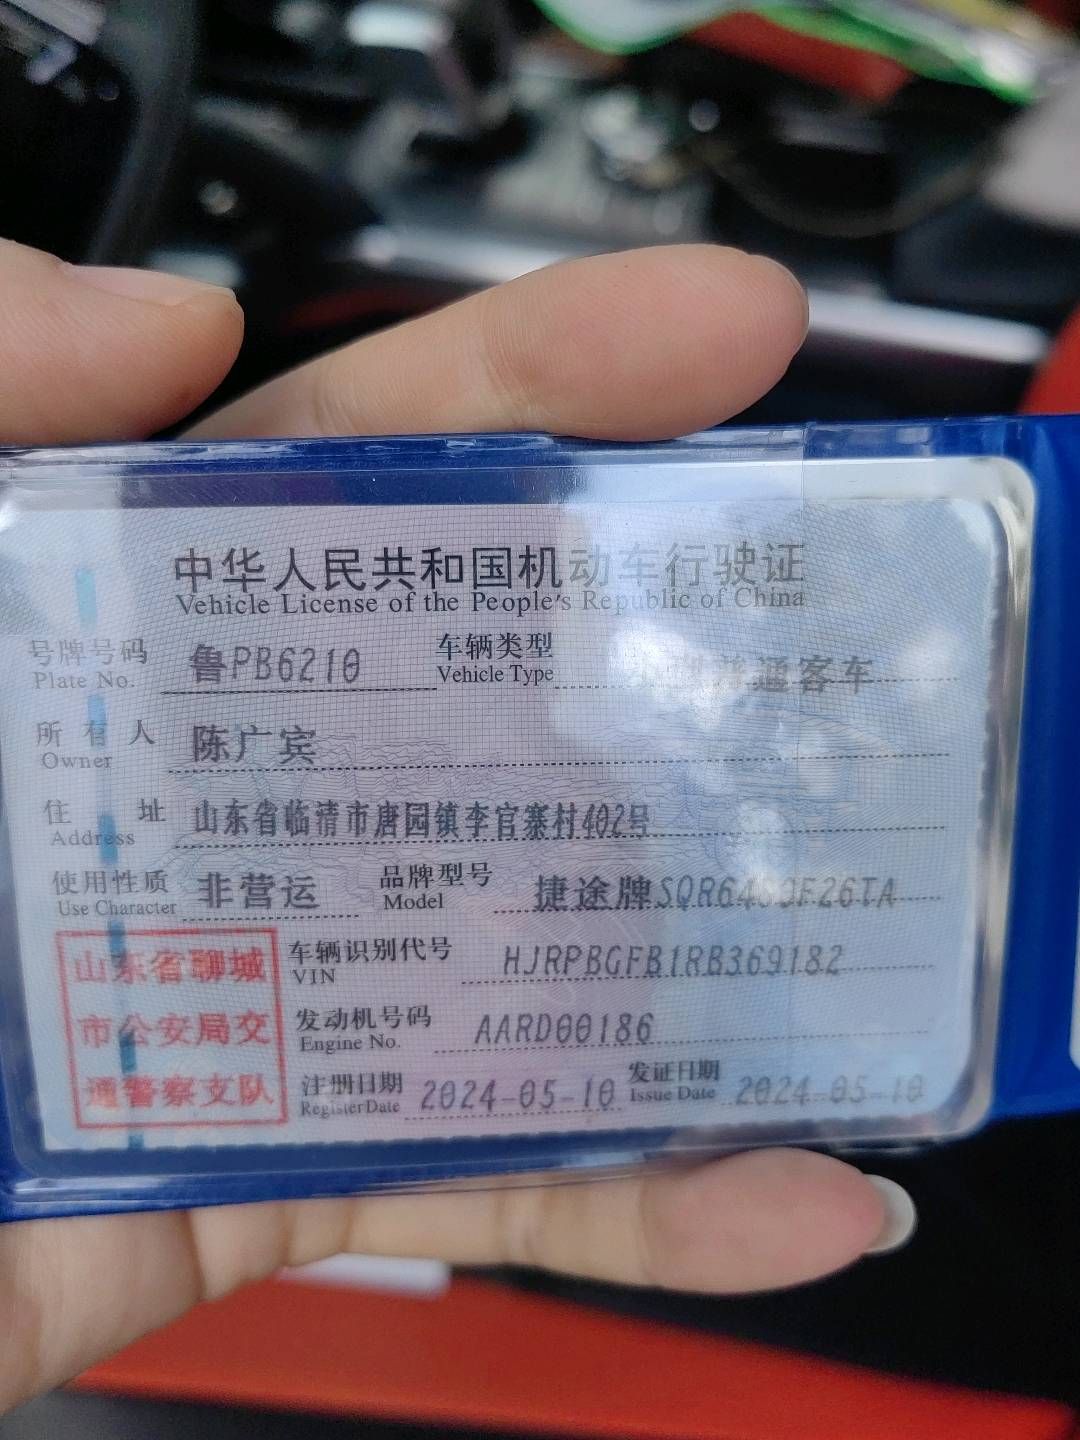 中华人民共和国机动车行驶证
Vehicle License of the People's Republic of China
号牌号码 鲁PB6210 车辆类型 普通客车
Plate No. Vehicle Type
所有人 陈广宾
Owner
住址 山东省临清市唐园镇李官寨村402号
Address
使用性质 非营运 品牌型号 捷途牌
Use Character Model
山东省聊城
市公安局交
通警察支队
车辆识别代号 HJRPBGFB1RB369182
VIN
发动机号码 AARD00186
Engine No.
注册日期 2024-05-10 发证日期 2024-05-10
RegisterDate Issue Date